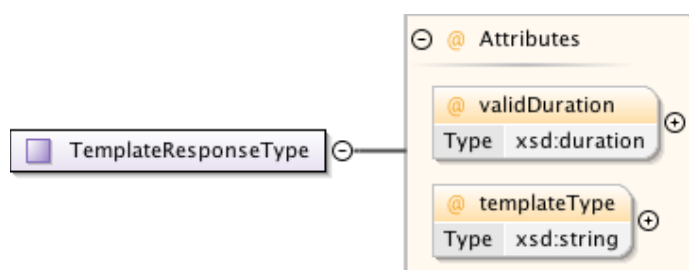 @ Attributes
@ validDuration
Type xsd:duration
TemplateResponseType
@ templateType
Type xsd:string